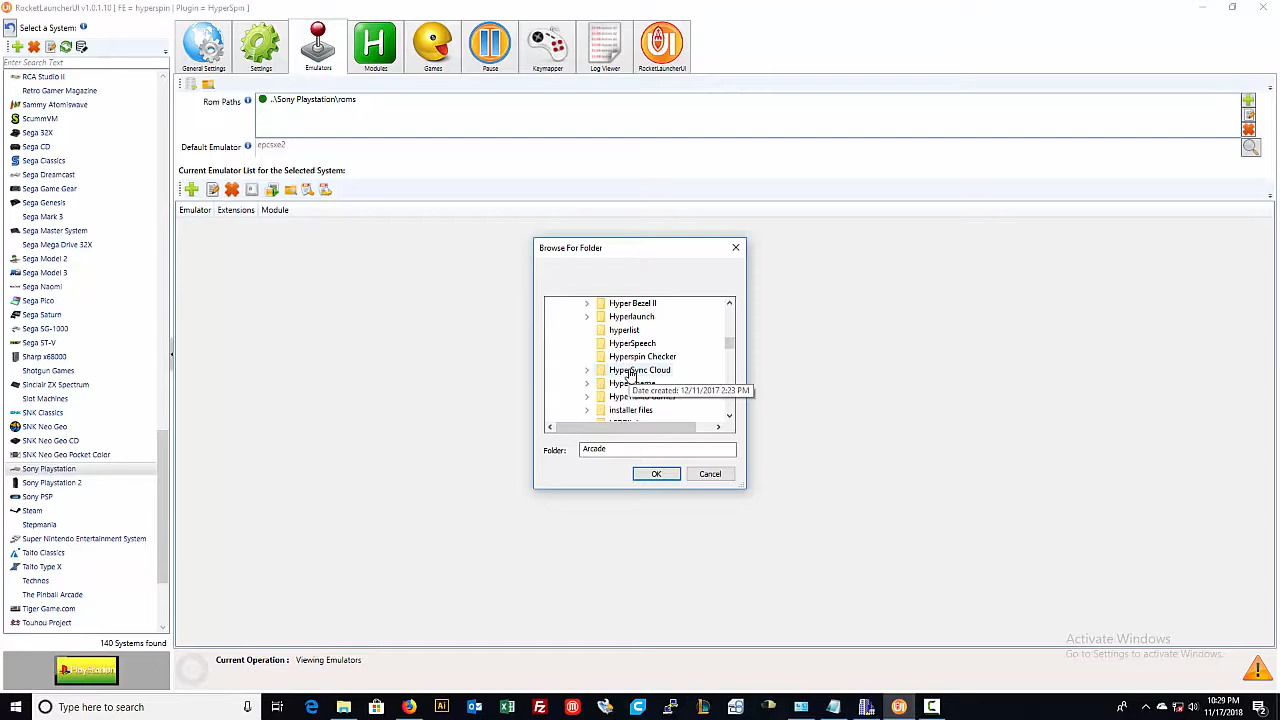 RocketLauncherUI v1.0.1.10 [ FE = hyperspin | Plugin = HyperSpin ]
Select a System:
Enter Search Text
RCA Studio II
Retro Gamer Magazine
Sammy Atomiswave
ScummVM
Sega 32X
Sega CD
Sega Classics
Sega Dreamcast
Sega Game Gear
Sega Genesis
Sega Mark 3
Sega Master System
Sega Mega Drive 32X
Sega Model 2
Sega Model 3
Sega Naomi
Sega Pico
Sega Saturn
Sega SG-1000
Sega ST-V
Sharp x68000
Shotgun Games
Sinclair ZX Spectrum
Slot Machines
SNK Classics
SNK Neo Geo
SNK Neo Geo CD
SNK Neo Geo Pocket Color
Sony Playstation
Sony Playstation 2
Sony PSP
Steam
Stepmania
Super Nintendo Entertainment System
Taito Classics
Taito Type X
Technos
The Pinball Arcade
Tiger Game.com
Touhou Project
140 Systems found
PlayStation
General Settings
Settings
Emulators
Modules
Games
Pause
Keymapper
Log Viewer
RocketLauncherUI
Rom Paths
..\Sony Playstation\roms
Default Emulator
epcsxe2
Current Emulator List for the Selected System:
Emulator Extensions Module
Browse For Folder
Hyper Bezel II
Hyperlaunch
hyperlist
HyperSpeech
Hyperspin Checker
HyperSync Cloud
Date created: 12/11/2017 2:23 PM
installer files
Folder: Arcade
OK Cancel
Current Operation : Viewing Emulators
Activate Windows
Go to Settings to activate Windows.
Type here to search
10:29 PM
11/17/2018
2